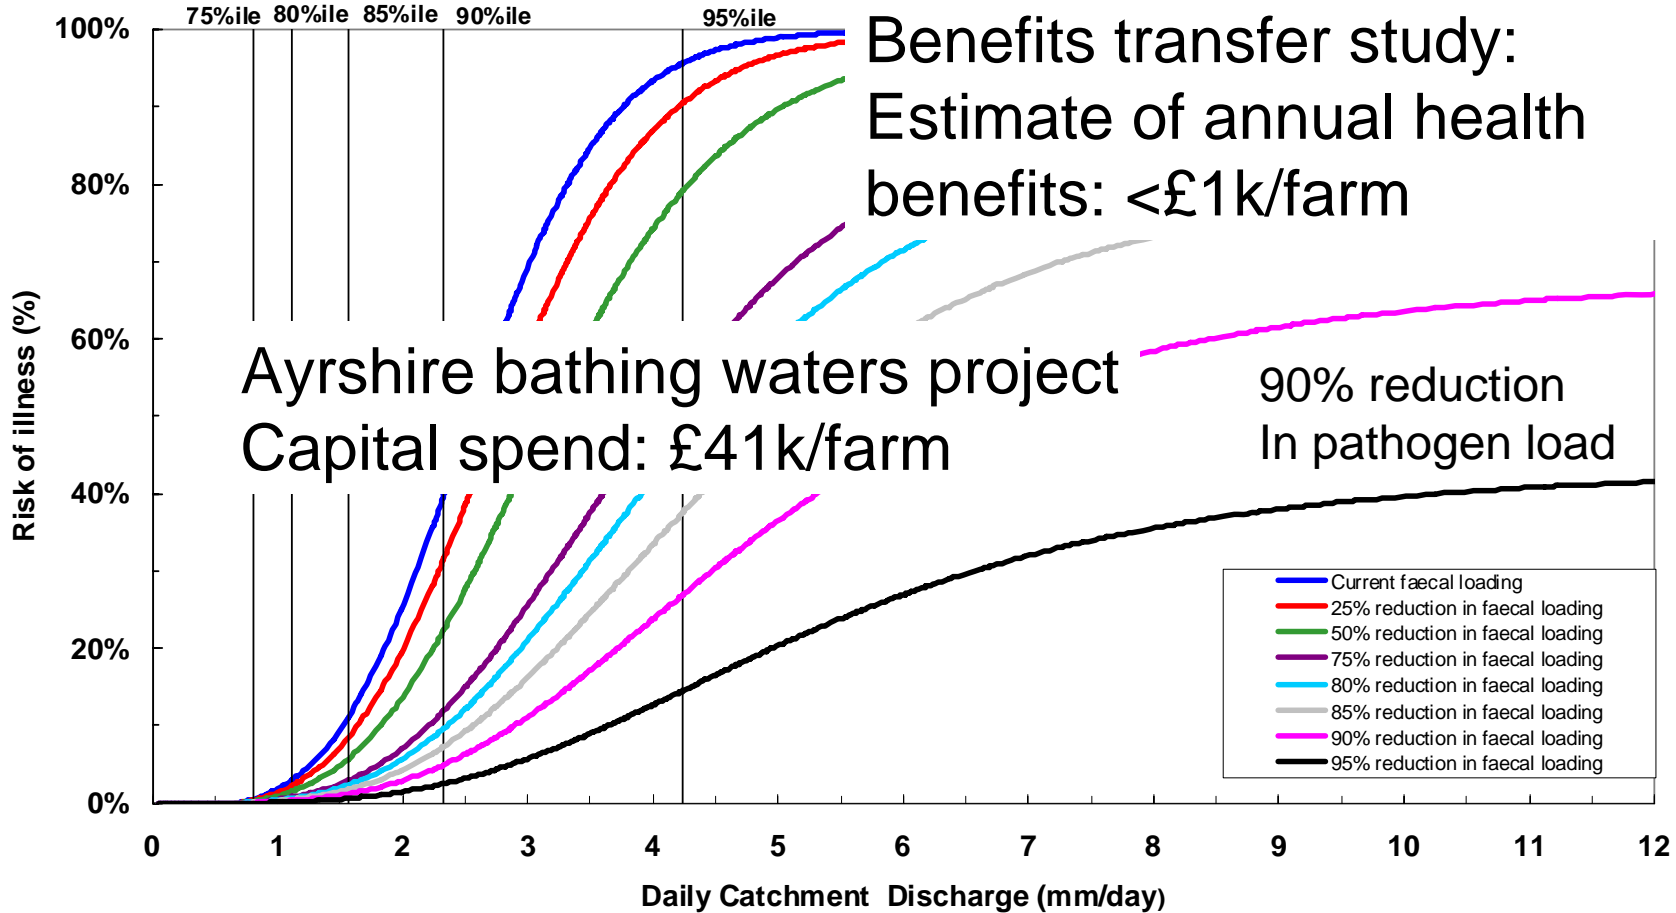 75%ile 80%ile 85%ile 90%ile 95%ile
Benefits transfer study:
Estimate of annual health
benefits: <£1k/farm
100%
80%
60%
40%
20%
0%
Risk of illness (%)
Ayrshire bathing waters project
Capital spend: £41k/farm
90% reduction
In pathogen load
Current faecal loading
25% reduction in faecal loading
50% reduction in faecal loading
75% reduction in faecal loading
80% reduction in faecal loading
85% reduction in faecal loading
90% reduction in faecal loading
95% reduction in faecal loading
0 1 2 3 4 5 6 7 8 9 10 11 12
Daily Catchment Discharge (mm/day)